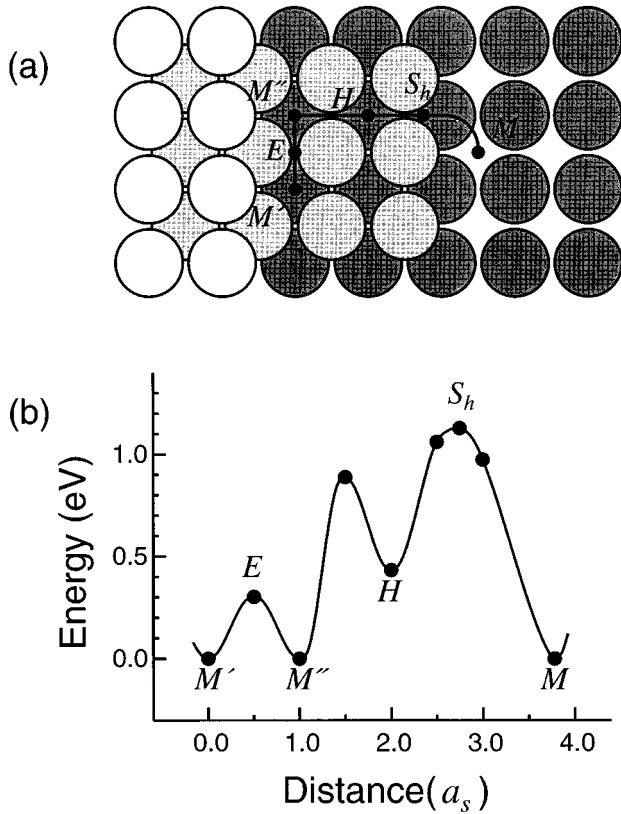 (a)
M″ H S_h M
E
M′
(b)
Energy (eV)
1.0
0.5
0.0
S_h
E
H
M′ M″ M
0.0 1.0 2.0 3.0 4.0
Distance(a_s)